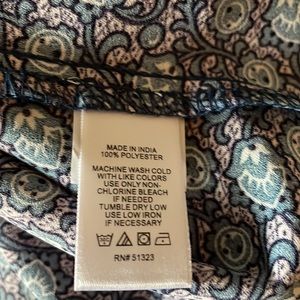 MADE IN INDIA
100% POLYESTER
MACHINE WASH COLD
WITH LIKE COLORS
USE ONLY NON-
CHLORINE BLEACH
IF NEEDED
TUMBLE DRY LOW
USE LOW IRON
IF NECESSARY
RN# 51323